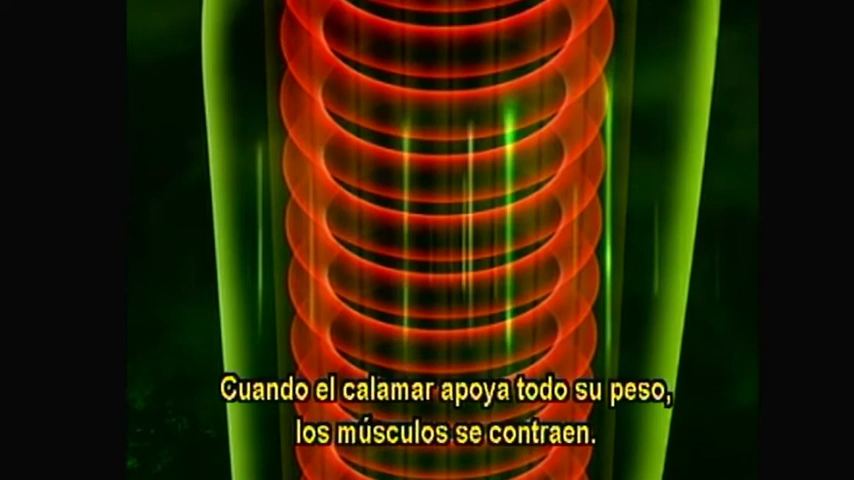 Cuando el calamar apoya todo su peso,
los músculos se contraen.